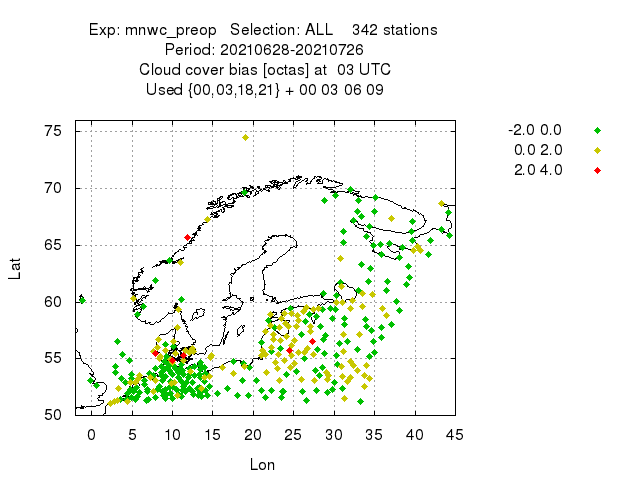 Exp: mnwc_preop   Selection: ALL    342 stations
Period: 20210628-20210726
Cloud cover bias [octas] at  03 UTC
Used {00,03,18,21} + 00 03 06 09
-2.0 0.0
0.0 2.0
2.0 4.0
75
70
65
60
55
50
Lat
0 5 10 15 20 25 30 35 40 45
Lon